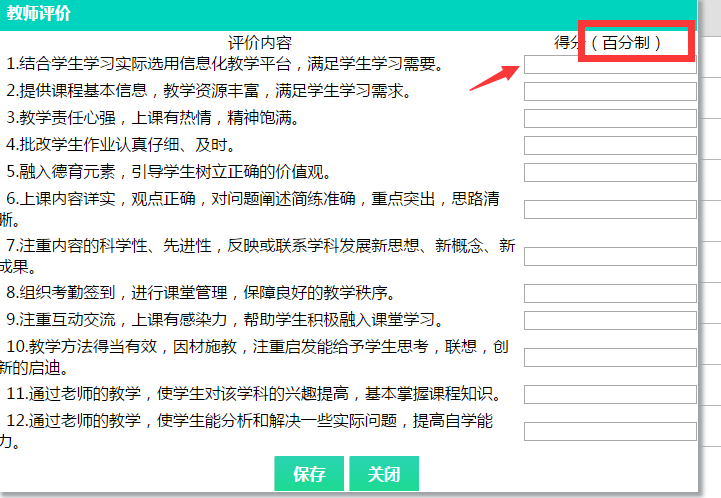 教师评价
评价内容 得分（百分制）
1.结合学生学习实际选用信息化教学平台，满足学生学习需要。
2.提供课程基本信息，教学资源丰富，满足学生学习需求。
3.教学责任心强，上课有热情，精神饱满。
4.批改学生作业认真仔细、及时。
5.融入德育元素，引导学生树立正确的价值观。
6.上课内容详实，观点正确，对问题阐述简练准确，重点突出，思路清
晰。
7.注重内容的科学性、先进性，反映或联系学科发展新思想、新概念、新
成果。
8.组织考勤签到，进行课堂管理，保障良好的教学秩序。
9.注重互动交流，上课有感染力，帮助学生积极融入课堂学习。
10.教学方法得当有效，因材施教，注重启发能给予学生思考，联想，创
新的启迪。
11.通过老师的教学，使学生对该学科的兴趣提高，基本掌握课程知识。
12.通过老师的教学，使学生能分析和解决一些实际问题，提高自学能
力。
保存 关闭